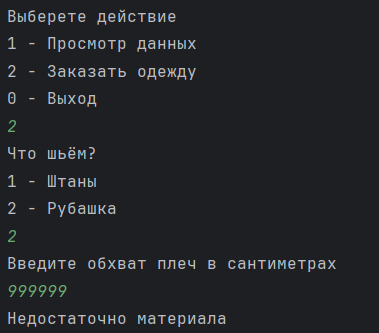 Выберете действие
1 - Просмотр данных
2 - Заказать одежду
0 - Выход
2
Что шьём?
1 - Штаны
2 - Рубашка
2
Введите обхват плеч в сантиметрах
999999
Недостаточно материала